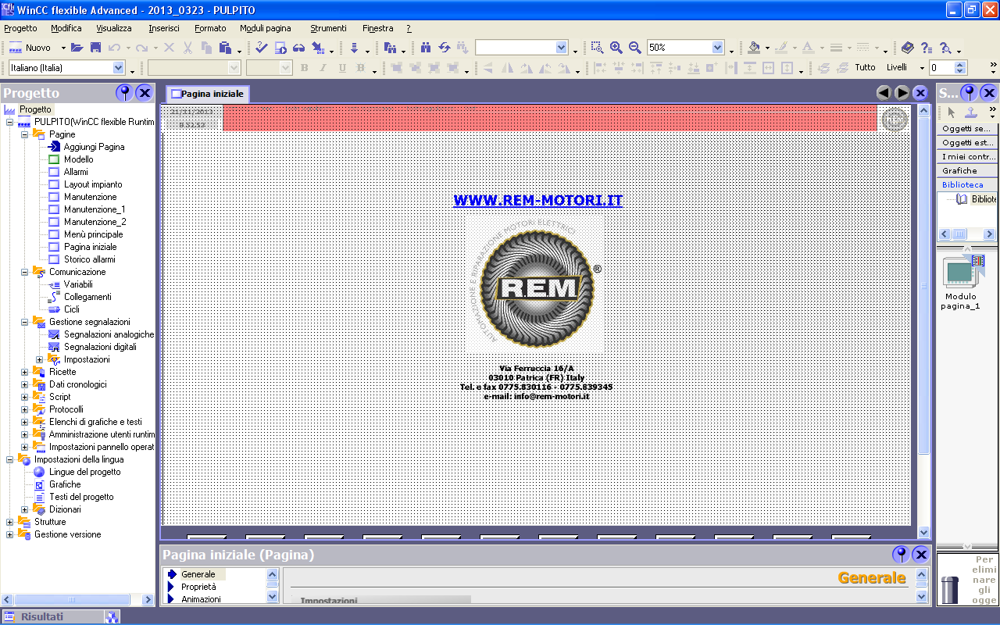 WinCC flexible Advanced - 2013_0323 - PULPITO
Progetto Modifica Visualizza Inserisci Formato Moduli pagina Strumenti Finestra ?
Nuovo 50%
Italiano (Italia) B I U B Tutto Livelli 0
Progetto
Pagina iniziale
S...
Progetto
PULPITO(WinCC flexible Runtim
Pagine
Aggiungi Pagina
Modello
Allarmi
Layout impianto
Manutenzione
Manutenzione_1
Manutenzione_2
Menù principale
Pagina iniziale
Storico allarmi
Comunicazione
Variabili
Collegamenti
Cicli
Gestione segnalazioni
Segnalazioni analogiche
Segnalazioni digitali
Impostazioni
Ricette
Dati cronologici
Script
Protocolli
Elenchi di grafiche e testi
Amministrazione utenti runtim
Impostazioni pannello operat
Impostazioni della lingua
Lingue del progetto
Grafiche
Testi del progetto
Dizionari
Strutture
Gestione versione
Risultati
21/11/2013
9.52.52
WWW.REM-MOTORI.IT
AUTOMAZIONE E RIPARAZIONE MOTORI ELETTRICI
R.E.M ®
Via Ferruccia 16/A
03010 Patrica (FR) Italy
Tel. e fax 0775.830116 - 0775.839345
e-mail: info@rem-motori.it
Pagina iniziale (Pagina)
Generale
Proprietà
Animazioni
Generale
Impostazioni
Oggetti se...
Oggetti est...
I miei contr...
Grafiche
Biblioteca
Bibliote
Modulo
pagina_1
Per
elimi
nare
gli
ogge